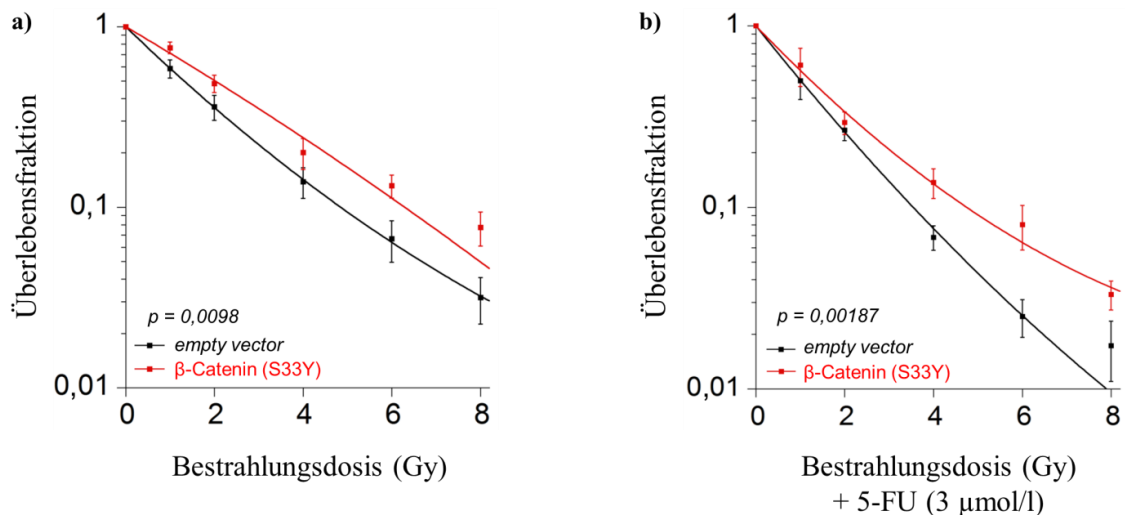 a)
Überlebensfraktion
1
0,1
0,01
p = 0,0098
empty vector
β-Catenin (S33Y)
0 2 4 6 8
Bestrahlungsdosis (Gy)
b)
Überlebensfraktion
1
0,1
0,01
p = 0,00187
empty vector
β-Catenin (S33Y)
0 2 4 6 8
Bestrahlungsdosis (Gy)
+ 5-FU (3 µmol/l)